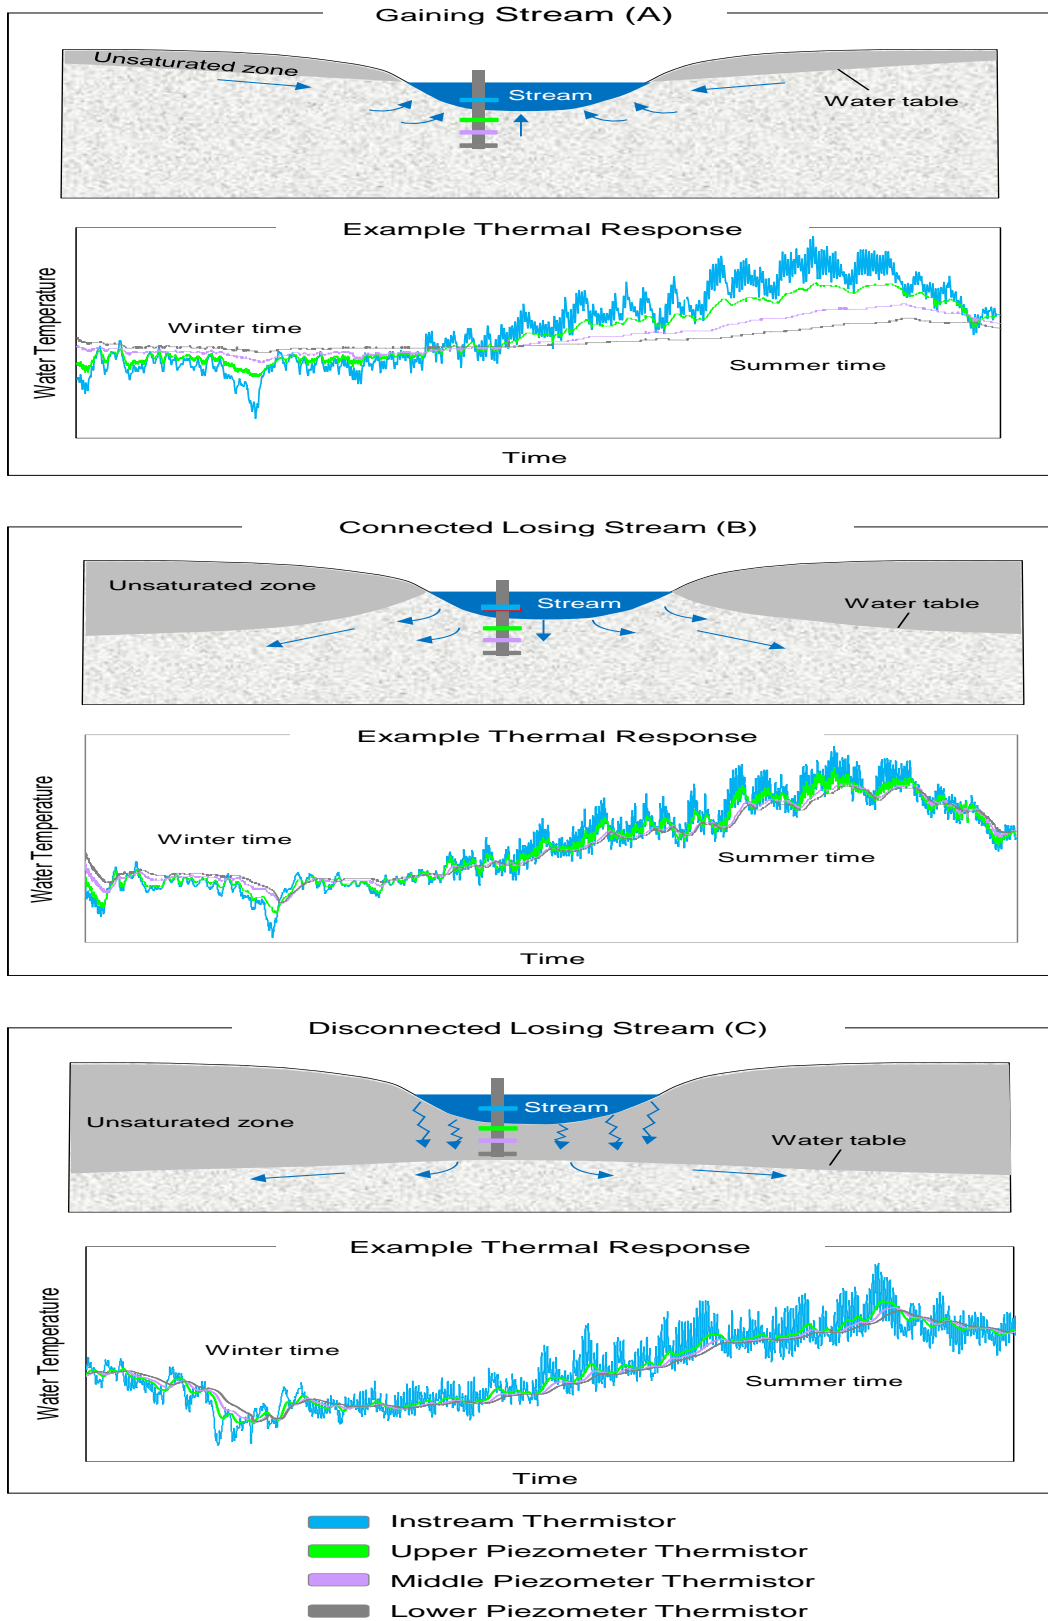 Gaining Stream (A)
Unsaturated zone
Stream
Water table
Example Thermal Response
Water Temperature
Winter time
Summer time
Time
Connected Losing Stream (B)
Unsaturated zone
Stream
Water table
Example Thermal Response
Water Temperature
Winter time
Summer time
Time
Disconnected Losing Stream (C)
Unsaturated zone
Stream
Water table
Example Thermal Response
Water Temperature
Winter time
Summer time
Time
Instream Thermistor
Upper Piezometer Thermistor
Middle Piezometer Thermistor
Lower Piezometer Thermistor